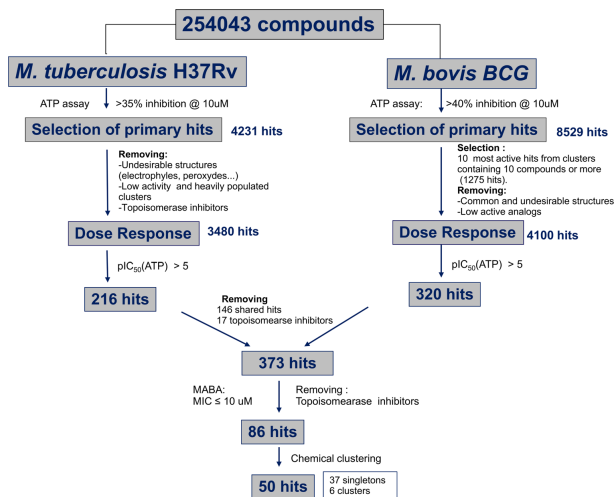 254043 compounds
M. tuberculosis H37Rv
M. bovis BCG
ATP assay >35% inhibition @ 10uM
ATP assay: >40% inhibition @ 10uM
Selection of primary hits 4231 hits
Selection of primary hits 8529 hits
Removing:
-Undesirable structures
(electrophyles, peroxydes...)
-Low activity and heavily populated
clusters
-Topoisomerase inhibitors
Selection :
10 most active hits from clusters
containing 10 compounds or more
(1275 hits).
Removing:
-Common and undesirable structures
-Low active analogs
Dose Response 3480 hits
Dose Response 4100 hits
pIC50(ATP) > 5
pIC50(ATP) > 5
216 hits
320 hits
Removing
146 shared hits
17 topoismearse inhibitors
373 hits
MABA:
MIC ≤ 10 uM
Removing :
Topoisomearase inhibitors
86 hits
Chemical clustering
50 hits
37 singletons
6 clusters